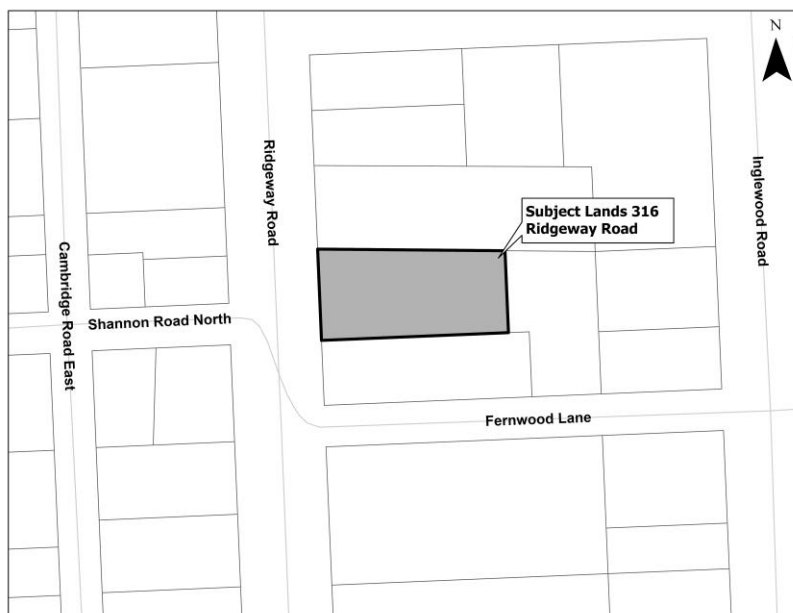 N
Ridgeway Road
Inglewood Road
Subject Lands 316
Ridgeway Road
Cambridge Road East
Shannon Road North
Fernwood Lane